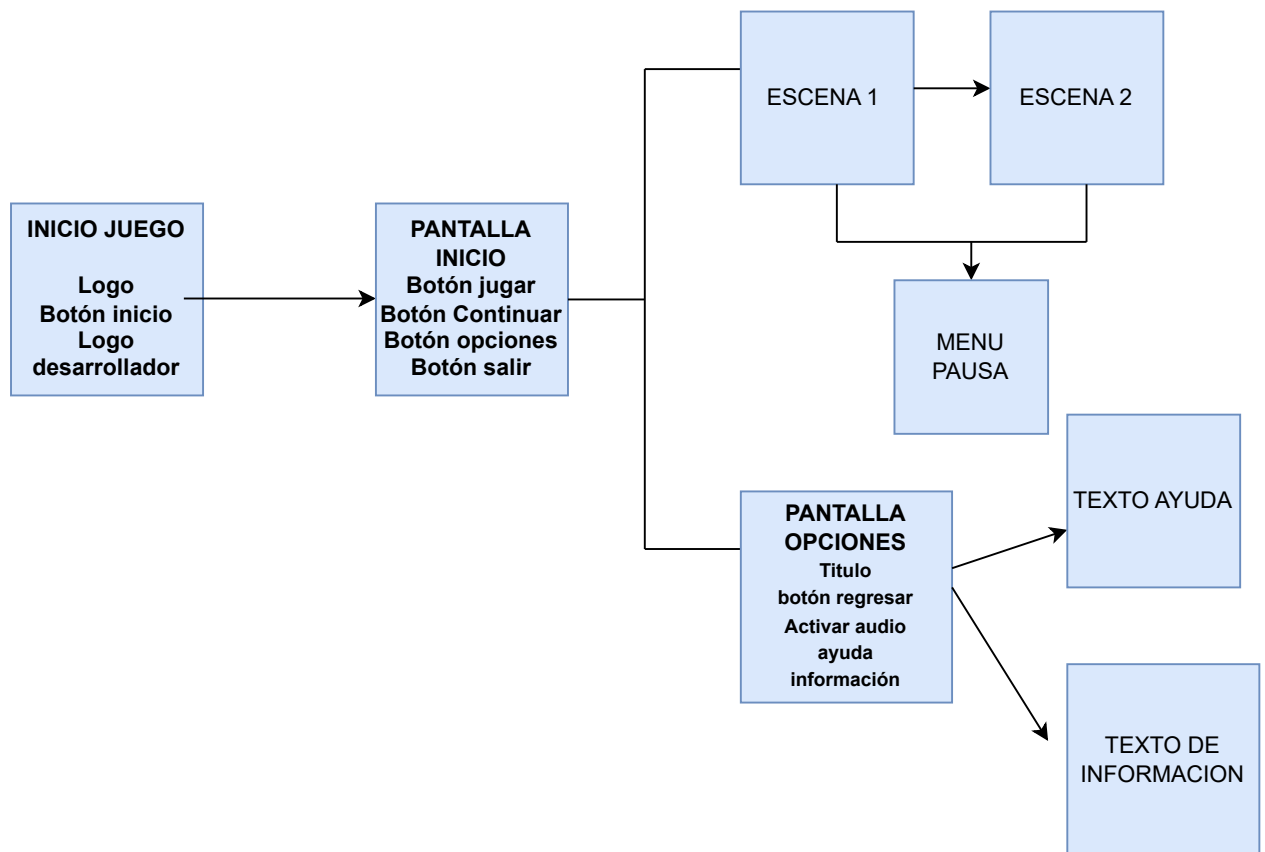 INICIO JUEGO
Logo
Botón inicio
Logo
desarrollador
PANTALLA
INICIO
Botón jugar
Botón Continuar
Botón opciones
Botón salir
ESCENA 1
ESCENA 2
MENU
PAUSA
PANTALLA
OPCIONES
Titulo
botón regresar
Activar audio
ayuda
información
TEXTO AYUDA
TEXTO DE
INFORMACION